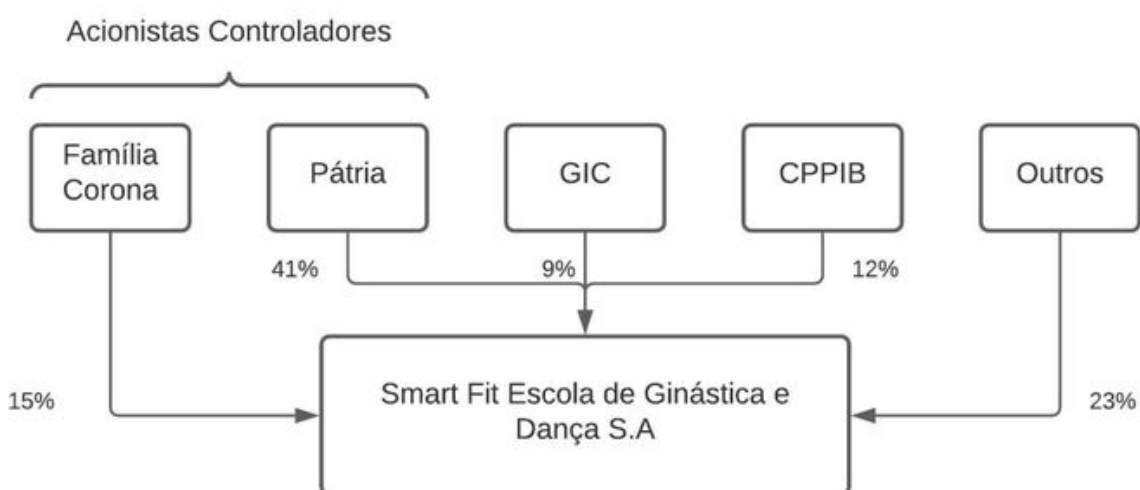 Acionistas Controladores
Família
Corona
Pátria
GIC
CPPIB
Outros
41%
9%
12%
15%
Smart Fit Escola de Ginástica e
Dança S.A
23%